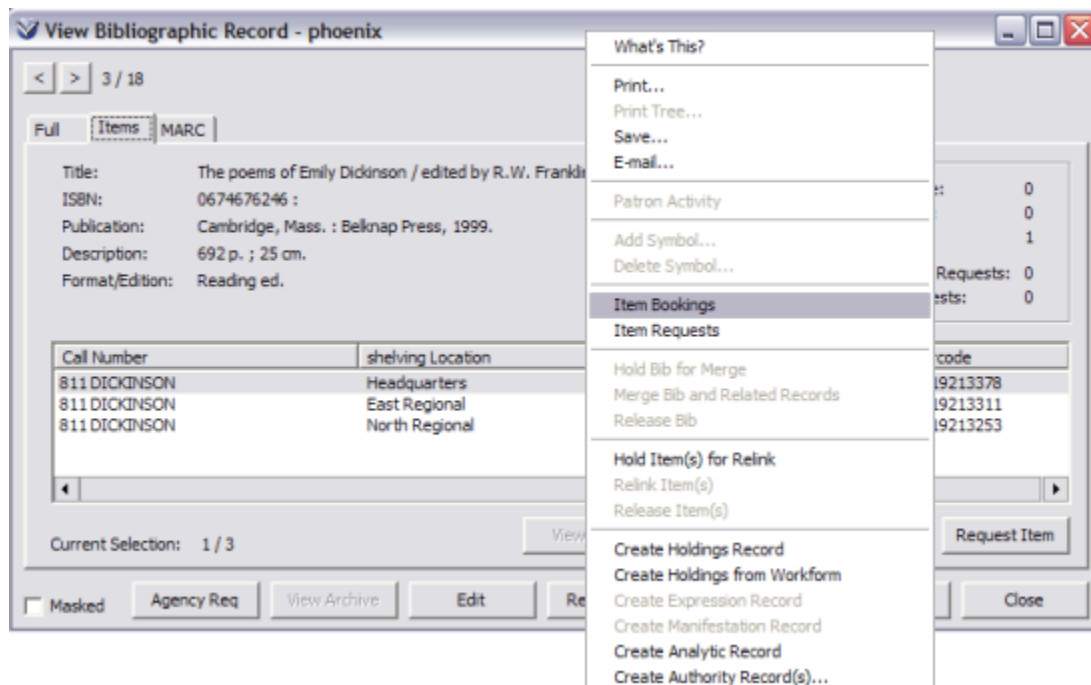 View Bibliographic Record - phoenix
< > 3 / 18
Full Items MARC
Title: The poems of Emily Dickinson / edited by R.W.
ISBN: 0674676246 :
Publication: Cambridge, Mass. : Belknap Press, 1999.
Description: 692 p. ; 25 cm.
Format/Edition: Reading ed.
0
0
1
Requests: 0
0
Call Number shelving Location
811 DICKINSON Headquarters 19213378
811 DICKINSON East Regional 19213311
811 DICKINSON North Regional 19213253
Current Selection: 1 / 3
View
Request Item
Masked Agency Req View Archive Edit Close
What's This?
Print...
Print Tree...
Save...
E-mail...
Patron Activity
Add Symbol...
Delete Symbol...
Item Bookings
Item Requests
Hold Bib for Merge
Merge Bib and Related Records
Release Bib
Hold Item(s) for Relink
Relink Item(s)
Release Item(s)
Create Holdings Record
Create Holdings from Workform
Create Expression Record
Create Manifestation Record
Create Analytic Record
Create Authority Record(s)...